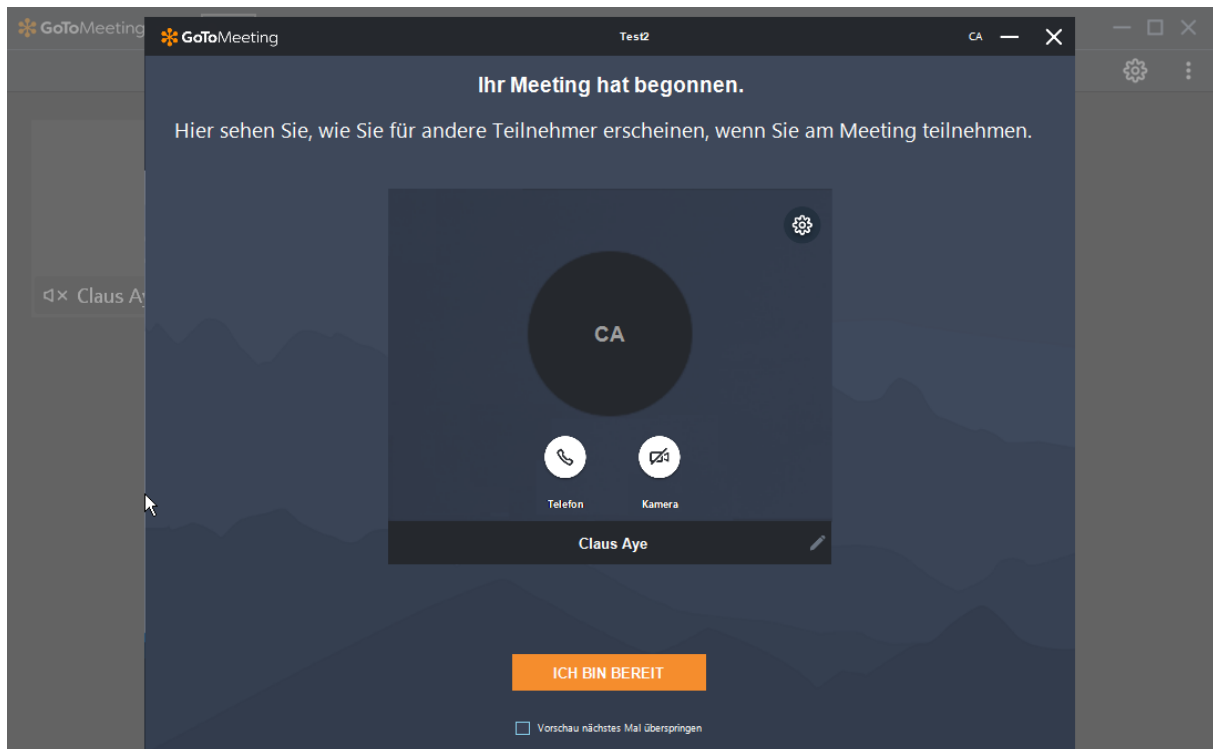 GoToMeeting
GoToMeeting
Test2
CA
Ihr Meeting hat begonnen.
Hier sehen Sie, wie Sie für andere Teilnehmer erscheinen, wenn Sie am Meeting teilnehmen.
CA
Claus Ay
Telefon
Kamera
Claus Aye
ICH BIN BEREIT
Vorschau nächstes Mal überspringen